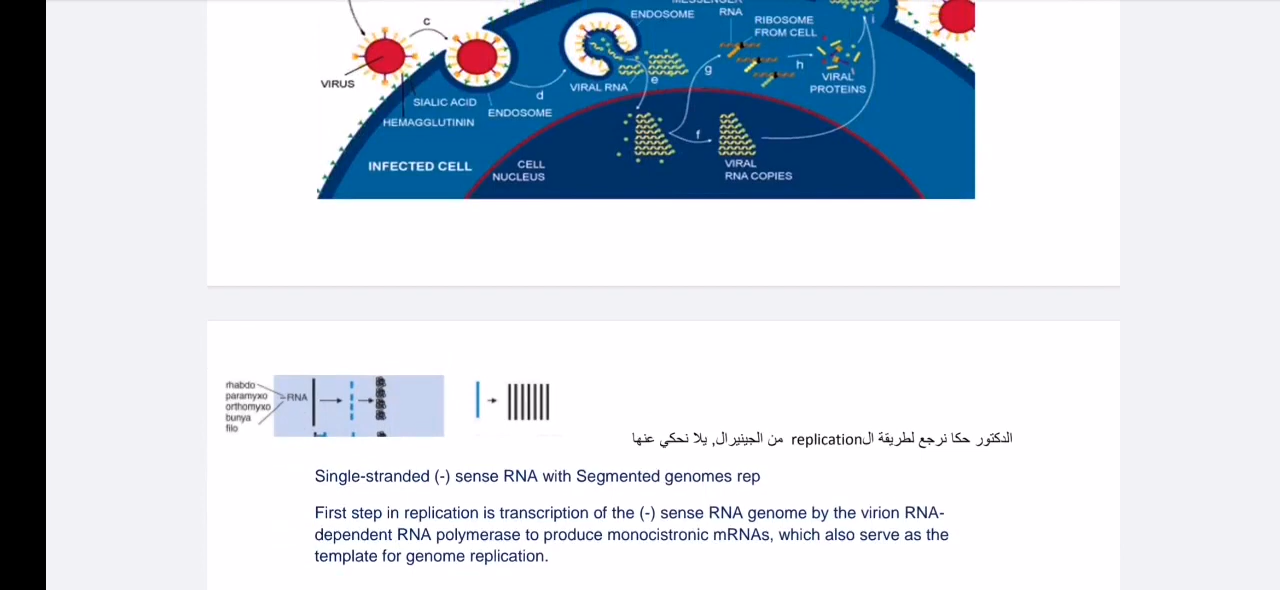 MESSENGER
RNA
ENDOSOME
RIBOSOME
FROM CELL
i
c
g
h
e
VIRUS
d
VIRAL RNA
VIRAL
PROTEINS
SIALIC ACID
ENDOSOME
HEMAGGLUTININ
f
INFECTED CELL
CELL
NUCLEUS
VIRAL
RNA COPIES
rhabdo
paramyxo
orthomyxo
bunya
filo
–RNA
الدكتور حكا نرجع لطريقة الreplication من الجينيرال, يلا نحكي عنها
Single-stranded (-) sense RNA with Segmented genomes rep
First step in replication is transcription of the (-) sense RNA genome by the virion RNA-
dependent RNA polymerase to produce monocistronic mRNAs, which also serve as the
template for genome replication.